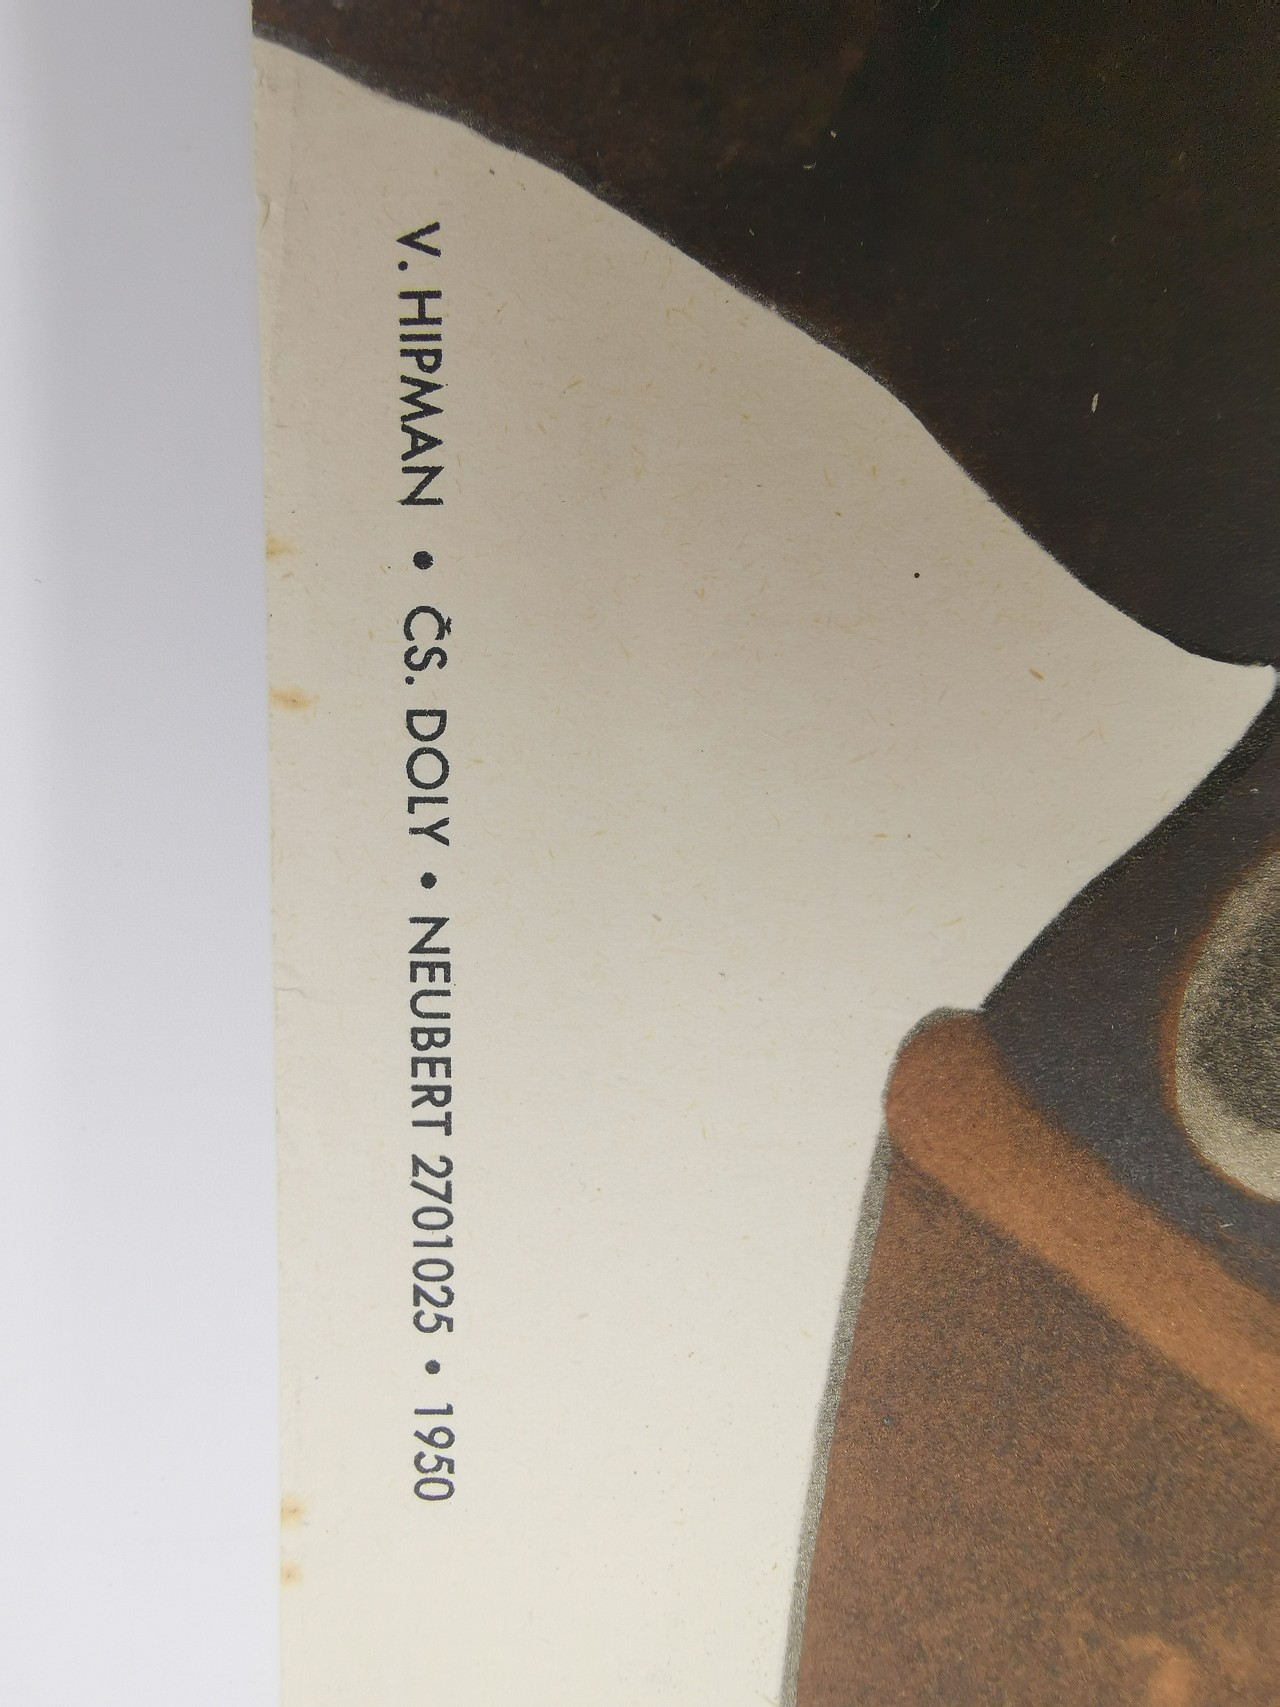 V. HIPMAN • ČS. DOLY • NEUBERT 2701025 • 1950